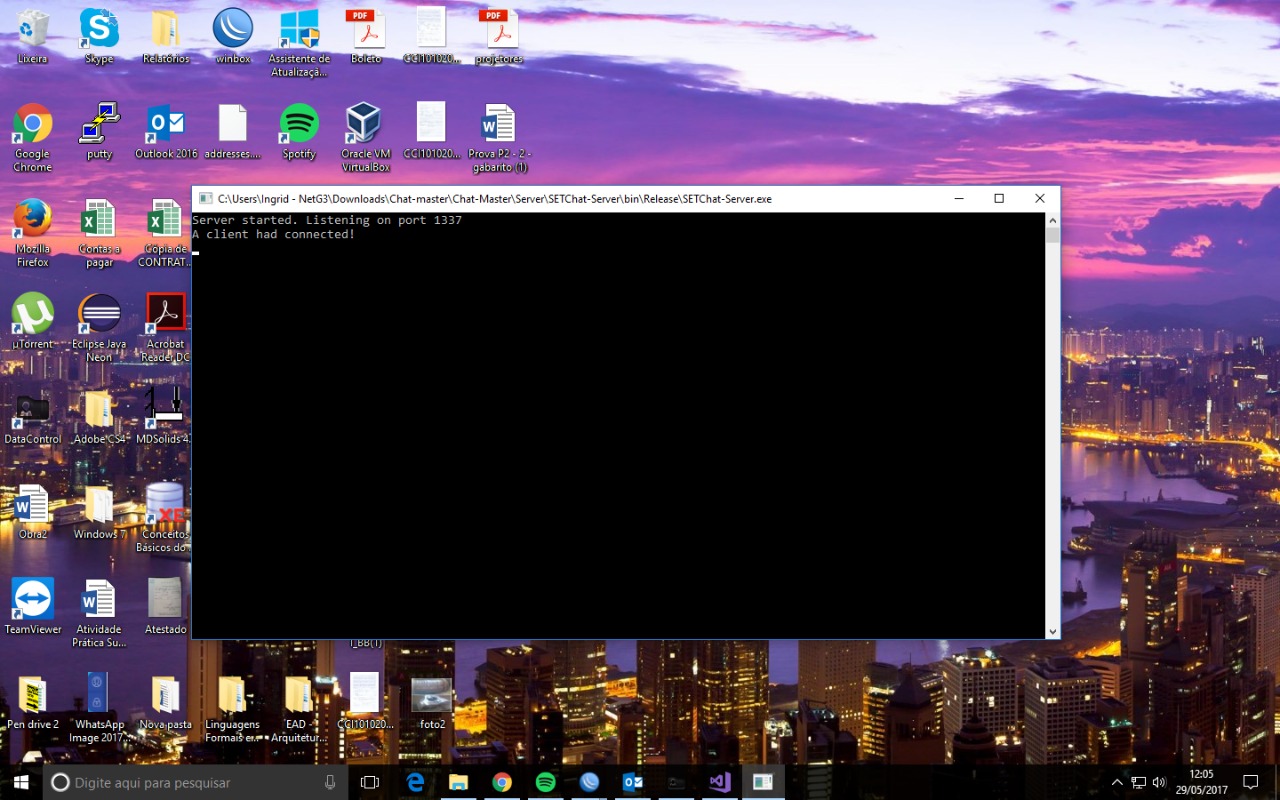 PDF
PDF
Lixeira
Skype
Relatórios
winbox
Assistente de
Atualizaçã...
Boleto
CCI101020...
projetores
Google
Chrome
putty
Outlook 2016
addresses....
Spotify
Oracle VM
VirtualBox
CCI101020...
Prova P2 - 2 -
gabarito (1)
C:\Users\Ingrid - NetG3\Downloads\Chat-master\Chat-Master\Server\SETChat-Server\bin\Release\SETChat-Server.exe
Server started. Listening on port 1337
A client had connected!
Mozilla
Firefox
Contas a
pagar
Cópia de
CONTRAT...
µTorrent
Eclipse Java
Neon
Acrobat
Reader DC
DataControl
Adobe CS4
MDSolids 4.
Obra2
Windows 7
XE
Conceitos
Básicos do...
TeamViewer
Atividade
Prática Su...
Atestado
I_BB(1)
Pen drive 2
WhatsApp
Image 2017...
Nova pasta
Linguagens
Formais e...
EAD -
Arquitetur...
CCI101020...
foto2
Digite aqui para pesquisar
12:05
29/05/2017